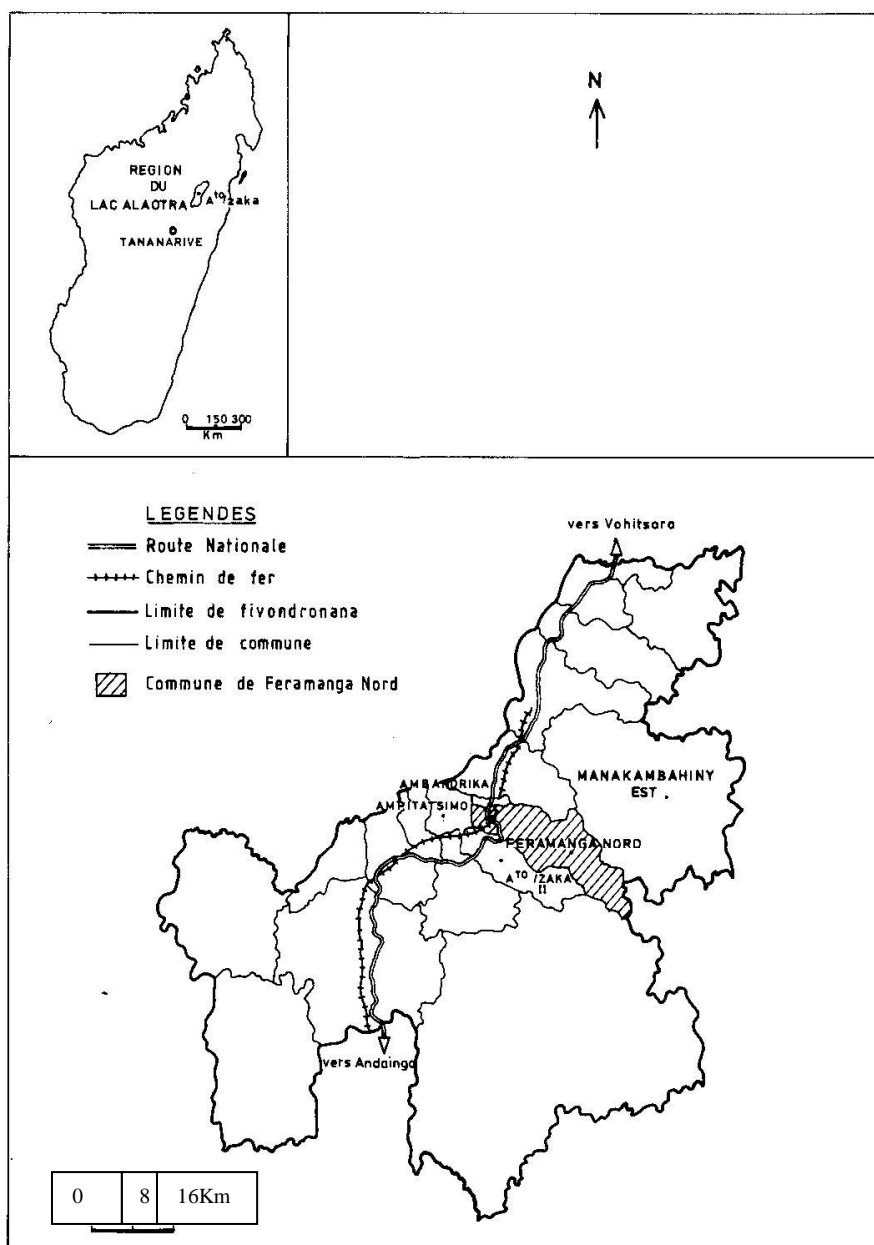 N
REGION
DU
LAC ALAOTRA
Aᵗᵒ/zaka
TANANARIVE
0 150 300
Km
LEGENDES
Route Nationale
Chemin de fer
Limite de fivondronana
Limite de commune
Commune de Feramanga Nord
vers Vohitsara
MANAKAMBAHINY
EST
AMBANDRIKA
AMPITATSIMO
FERAMANGA NORD
Aᵀᴼ/ZAKA
II
vers Andainga
0 8 16Km